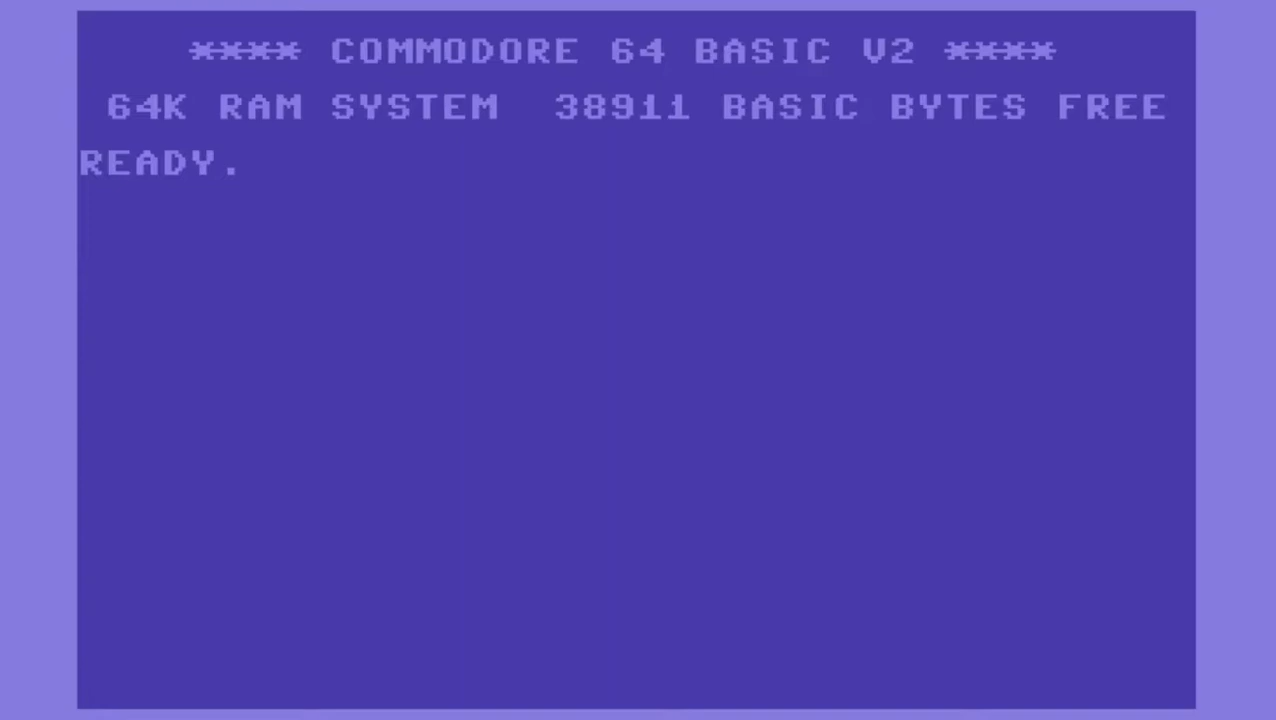 **** COMMODORE 64 BASIC V2 ****
64K RAM SYSTEM  38911 BASIC BYTES FREE
READY.